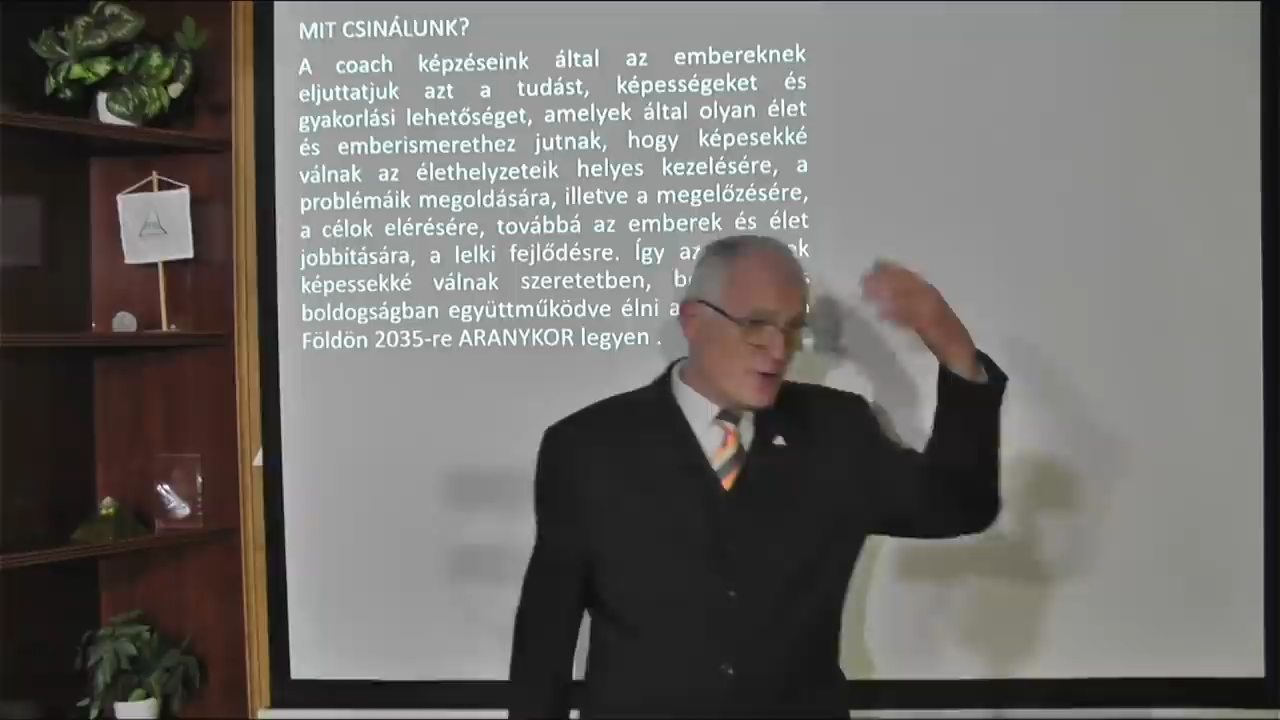 MIT CSINÁLUNK?
A coach képzéseink által az embereknek
eljuttatjuk azt a tudást, képességeket és
gyakorlási lehetőséget, amelyek által olyan élet
és emberismerethez jutnak, hogy képesekké
válnak az élethelyzeteik helyes kezelésére, a
problémáik megoldására, illetve a megelőzésére,
a célok elérésére, továbbá az emberek és élet
jobbítására, a lelki fejlődésre. Így
képessekké válnak szeretetben,
boldogságban együttműködve élni
Földön 2035-re ARANYKOR legyen .